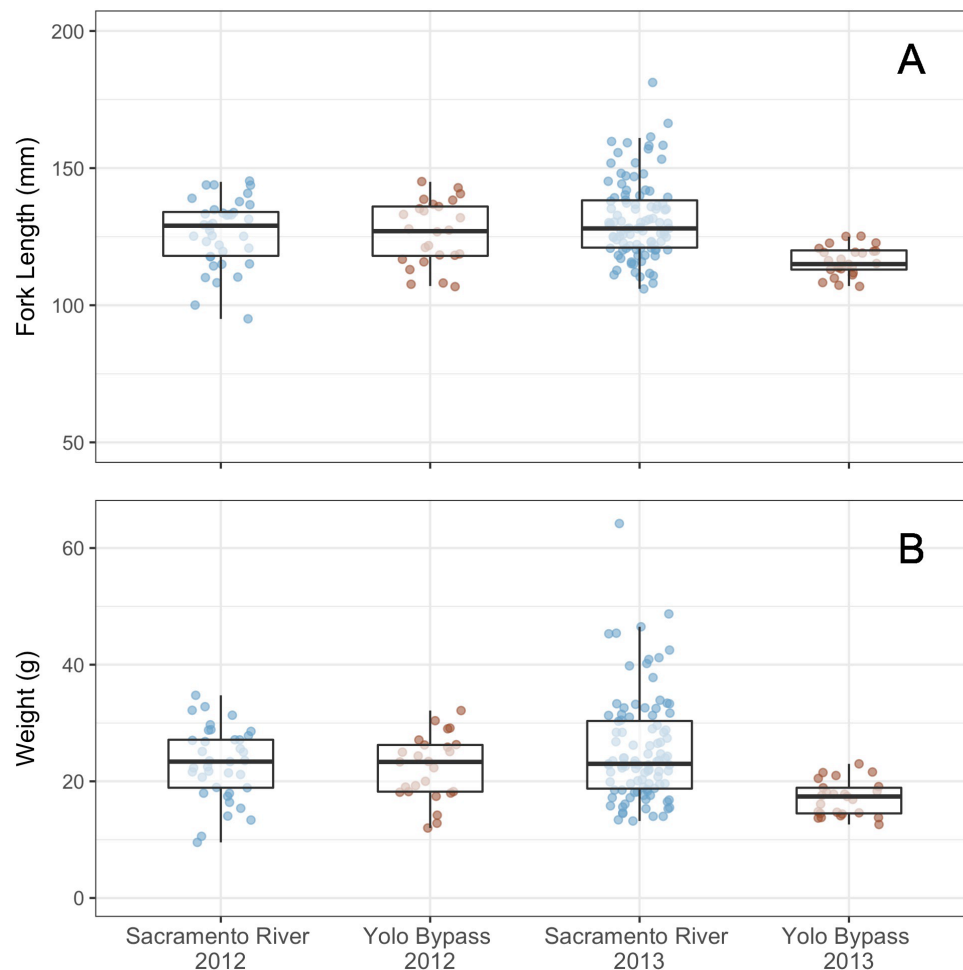 A
200
150
100
50
Fork Length (mm)
B
60
40
20
0
Weight (g)
Sacramento River
2012
Yolo Bypass
2012
Sacramento River
2013
Yolo Bypass
2013